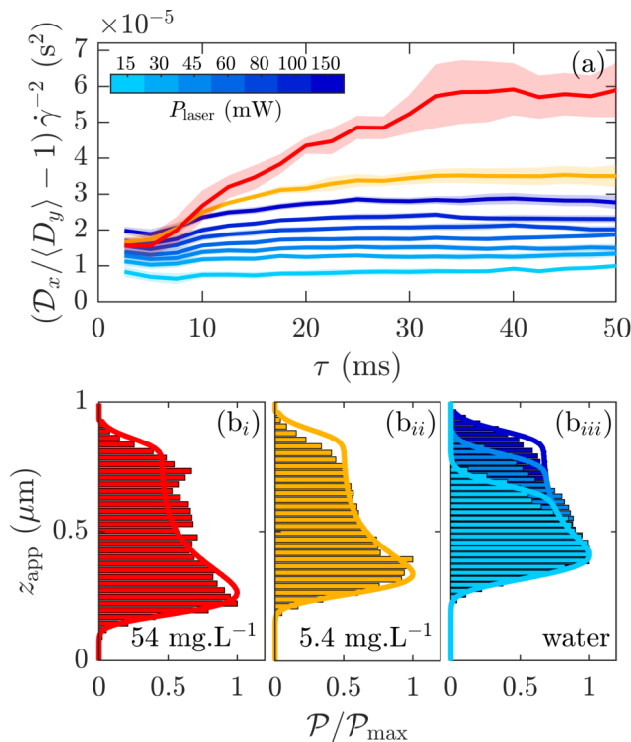 ×10⁻⁵
7
6
5
4
3
2
1
0
15 30 45 60 80 100 150
P_laser (mW)
(a)
(𝒟ₓ/⟨D_y⟩ − 1) γ̇⁻² (s²)
0 10 20 30 40 50
τ (ms)
1
0.5
0
z_app (μm)
(b_i) (b_ii) (b_iii)
54 mg.L⁻¹ 5.4 mg.L⁻¹ water
0 0.5 1 0 0.5 1 0 0.5 1
𝒫/𝒫_max